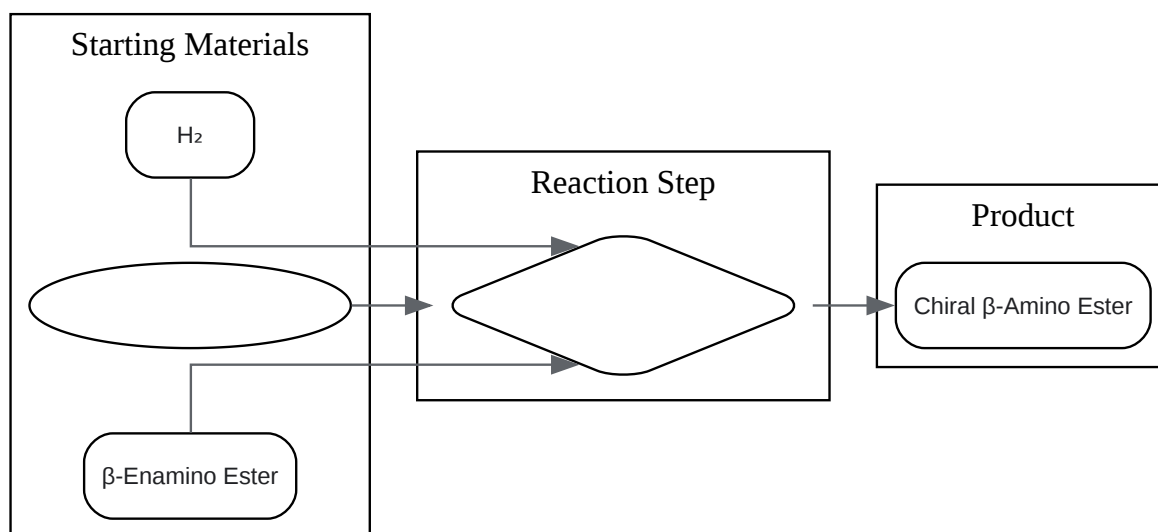 Starting Materials
H₂
β-Enamino Ester
Reaction Step
Product
Chiral β-Amino Ester